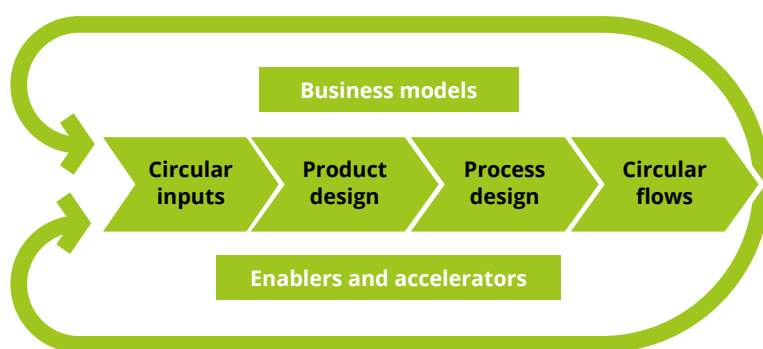 Business models
Circular
inputs
Product
design
Process
design
Circular
flows
Enablers and accelerators